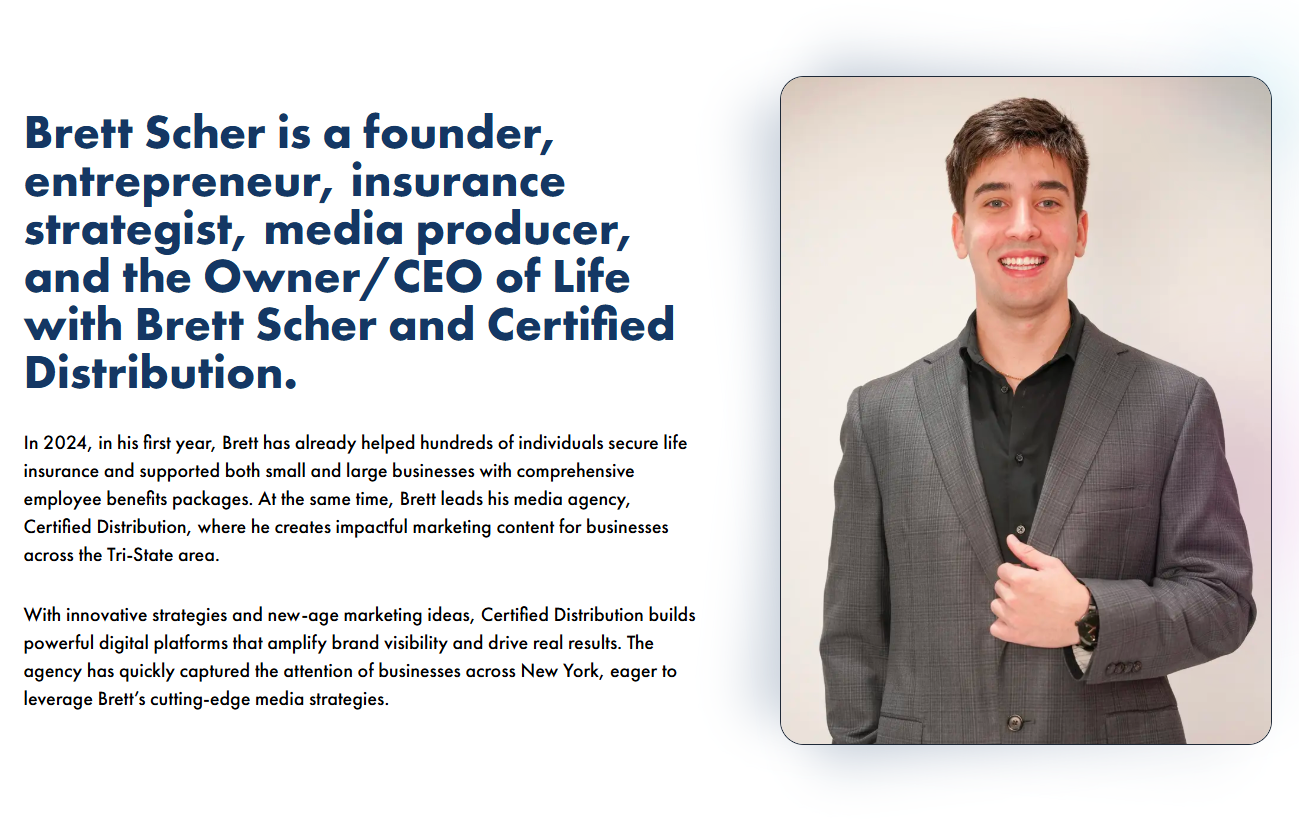 Brett Scher is a founder,
entrepreneur, insurance
strategist, media producer,
and the Owner/CEO of Life
with Brett Scher and Certified
Distribution.
In 2024, in his first year, Brett has already helped hundreds of individuals secure life
insurance and supported both small and large businesses with comprehensive
employee benefits packages. At the same time, Brett leads his media agency,
Certified Distribution, where he creates impactful marketing content for businesses
across the Tri-State area.
With innovative strategies and new-age marketing ideas, Certified Distribution builds
powerful digital platforms that amplify brand visibility and drive real results. The
agency has quickly captured the attention of businesses across New York, eager to
leverage Brett’s cutting-edge media strategies.